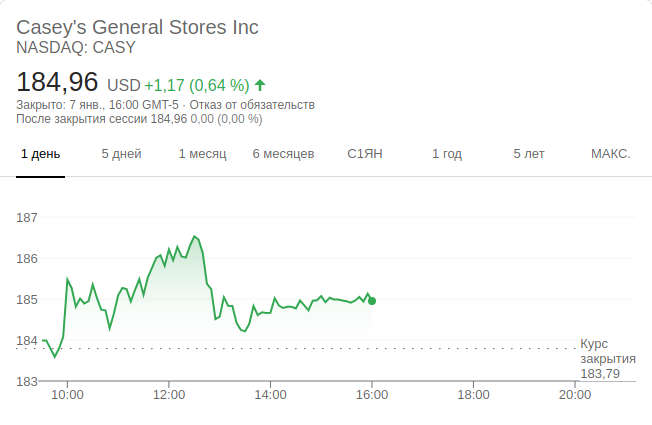 Casey's General Stores Inc
NASDAQ: CASY
184,96 USD +1,17 (0,64 %)
Закрыто: 7 янв., 16:00 GMT-5 · Отказ от обязательств
После закрытия сессии 184,96 0,00 (0,00 %)
1 день 5 дней 1 месяц 6 месяцев С1ЯН 1 год 5 лет МАКС.
187
186
185
184
183
Курс
закрытия
183,79
10:00 12:00 14:00 16:00 18:00 20:00